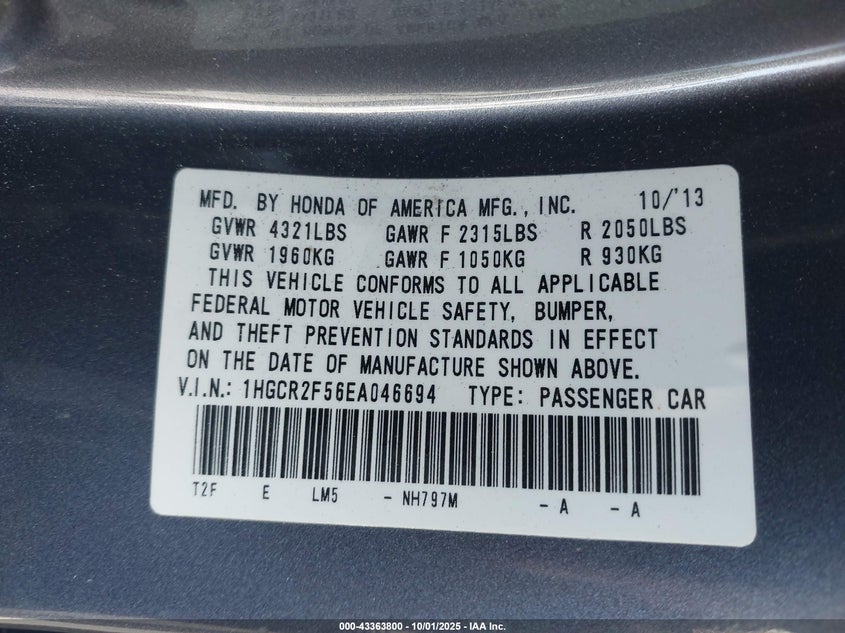 MFD. BY HONDA OF AMERICA MFG., INC. 10/'13
GVWR 4321LBS GAWR F 2315LBS R 2050LBS
GVWR 1960KG GAWR F 1050KG R 930KG
THIS VEHICLE CONFORMS TO ALL APPLICABLE
FEDERAL MOTOR VEHICLE SAFETY, BUMPER,
AND THEFT PREVENTION STANDARDS IN EFFECT
ON THE DATE OF MANUFACTURE SHOWN ABOVE.
V.I.N.: 1HGCR2F56EA046694 TYPE: PASSENGER CAR
T2F E LM5 - NH797M - A - A
000-43363800 - 10/01/2025 - IAA Inc.